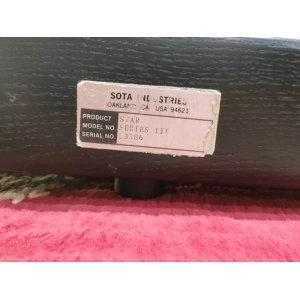 SOTA INDUSTRIES
OAKLAND, CA USA 94621
PRODUCT STAR
MODEL NO. SERIES III
SERIAL NO.